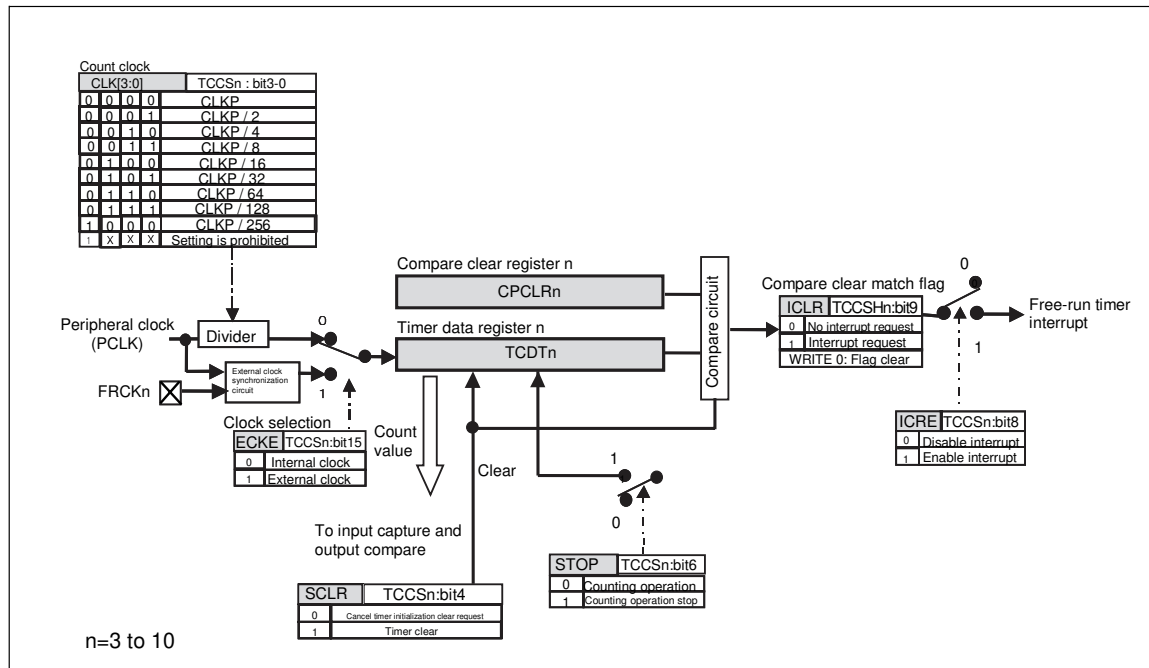 Count clock
CLK[3:0] TCCSn : bit3-0
0 0 0 0 CLKP
0 0 0 1 CLKP / 2
0 0 1 0 CLKP / 4
0 0 1 1 CLKP / 8
0 1 0 0 CLKP / 16
0 1 0 1 CLKP / 32
0 1 1 0 CLKP / 64
0 1 1 1 CLKP / 128
1 0 0 0 CLKP / 256
1 X X X Setting is prohibited
Peripheral clock
(PCLK)
Divider
FRCKn
External clock
synchronization
circuit
0
1
Clock selection
ECKE TCCSn:bit15
0 Internal clock
1 External clock
Compare clear register n
CPCLRn
Timer data register n
TCDTn
Compare circuit
Count
value
Clear
To input capture and
output compare
SCLR TCCSn:bit4
0 Cancel timer initialization clear request
1 Timer clear
1
0
STOP TCCSn:bit6
0 Counting operation
1 Counting operation stop
Compare clear match flag
ICLR TCCSHn:bit9
0 No interrupt request
1 Interrupt request
WRITE 0: Flag clear
0
1
Free-run timer
interrupt
ICRE TCCSn:bit8
0 Disable interrupt
1 Enable interrupt
n=3 to 10